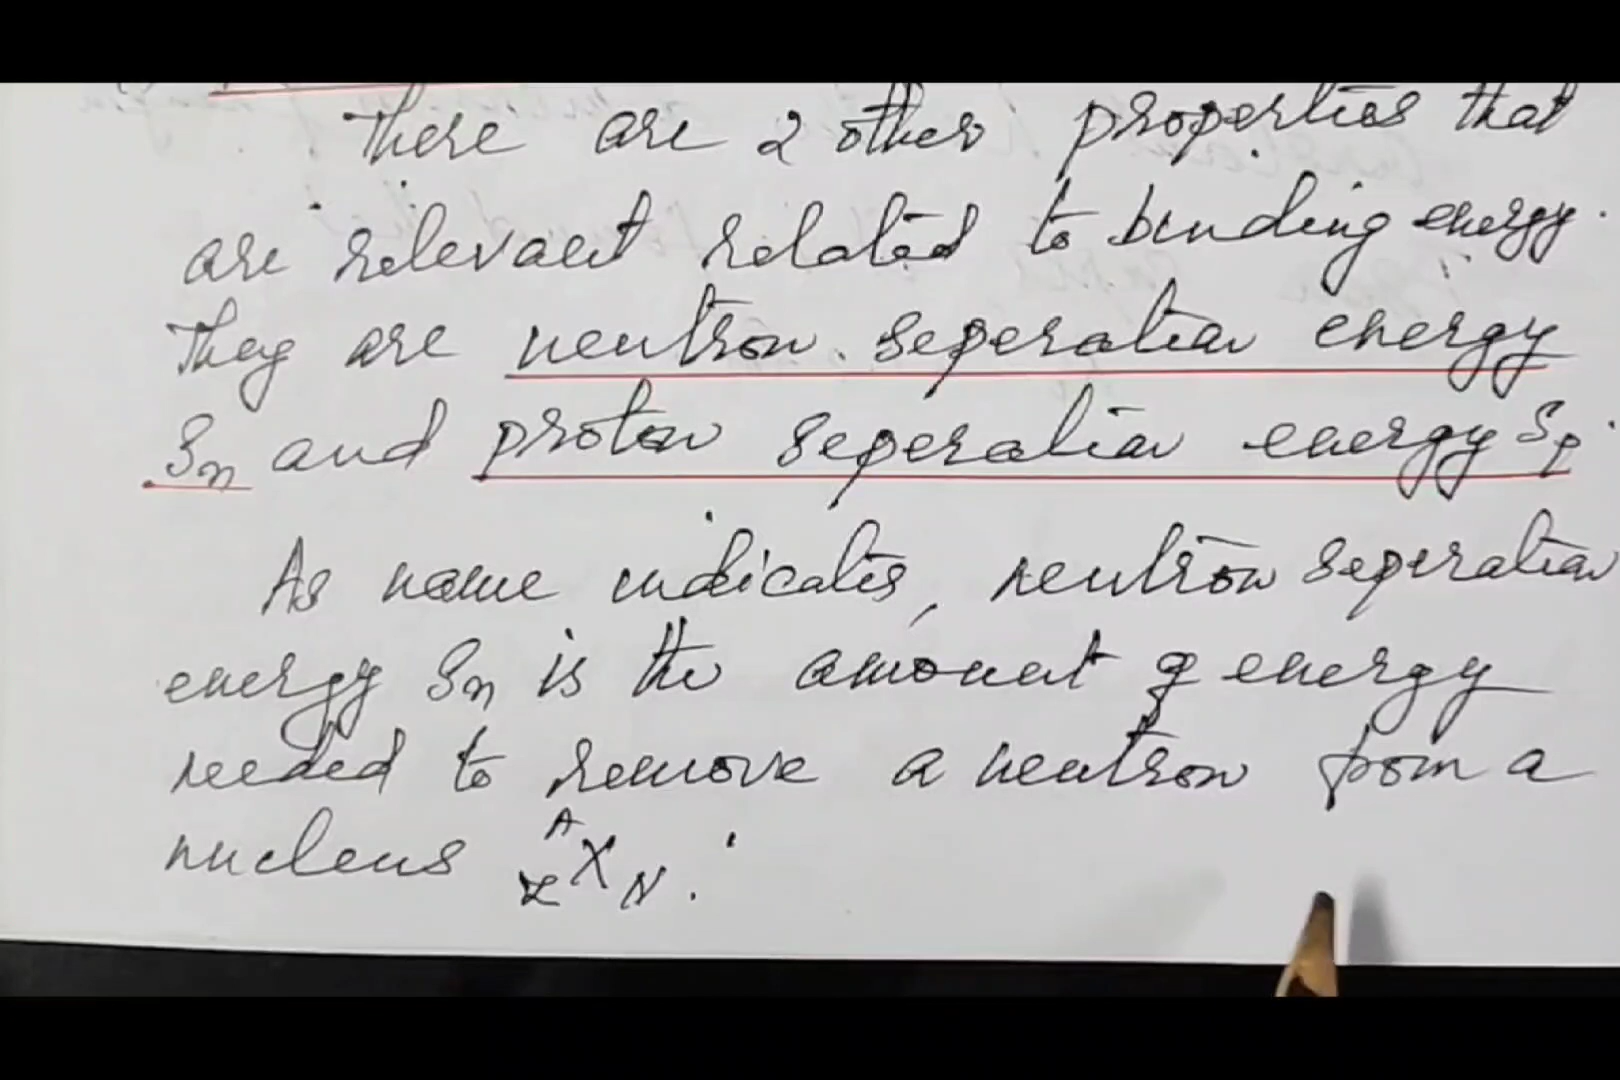 There are 2 other properties that
are relevant related to binding energy.
They are neutron seperation energy
Sn and proton seperation energy Sp.
As name indicates, neutron seperation
energy Sn is the amount of energy
needed to remove a neutron from a
nucleus ᴬ_Z X_N.